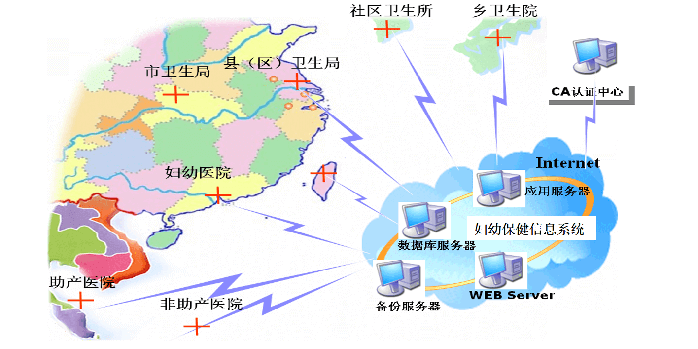 社区卫生所
乡卫生院
县（区）卫生局
市卫生局
CA认证中心
Internet
妇幼医院
应用服务器
妇幼保健信息系统
数据库服务器
助产医院
非助产医院
备份服务器
WEB Server